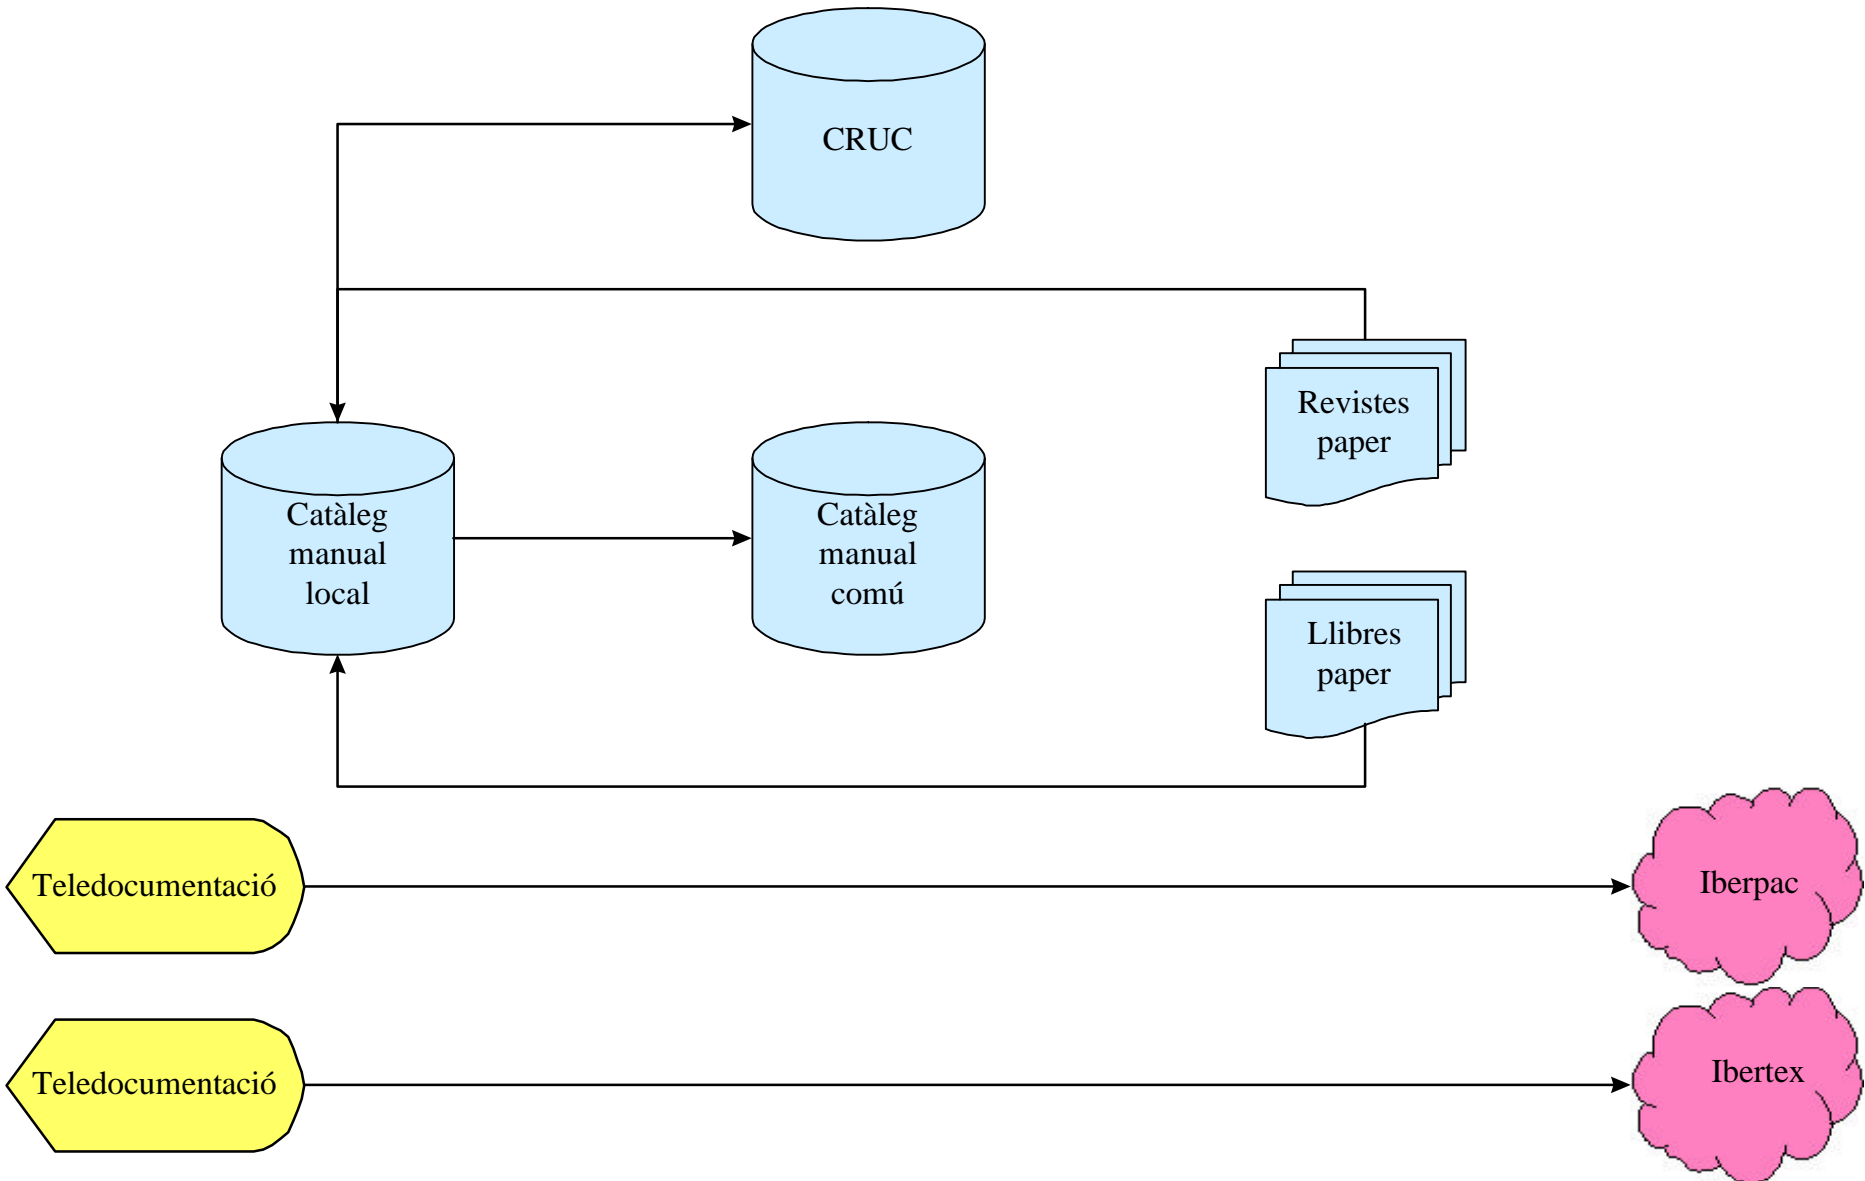 CRUC
Revistes
paper
Catàleg
manual
local
Catàleg
manual
comú
Llibres
paper
Teledocumentació
Iberpac
Teledocumentació
Ibertex